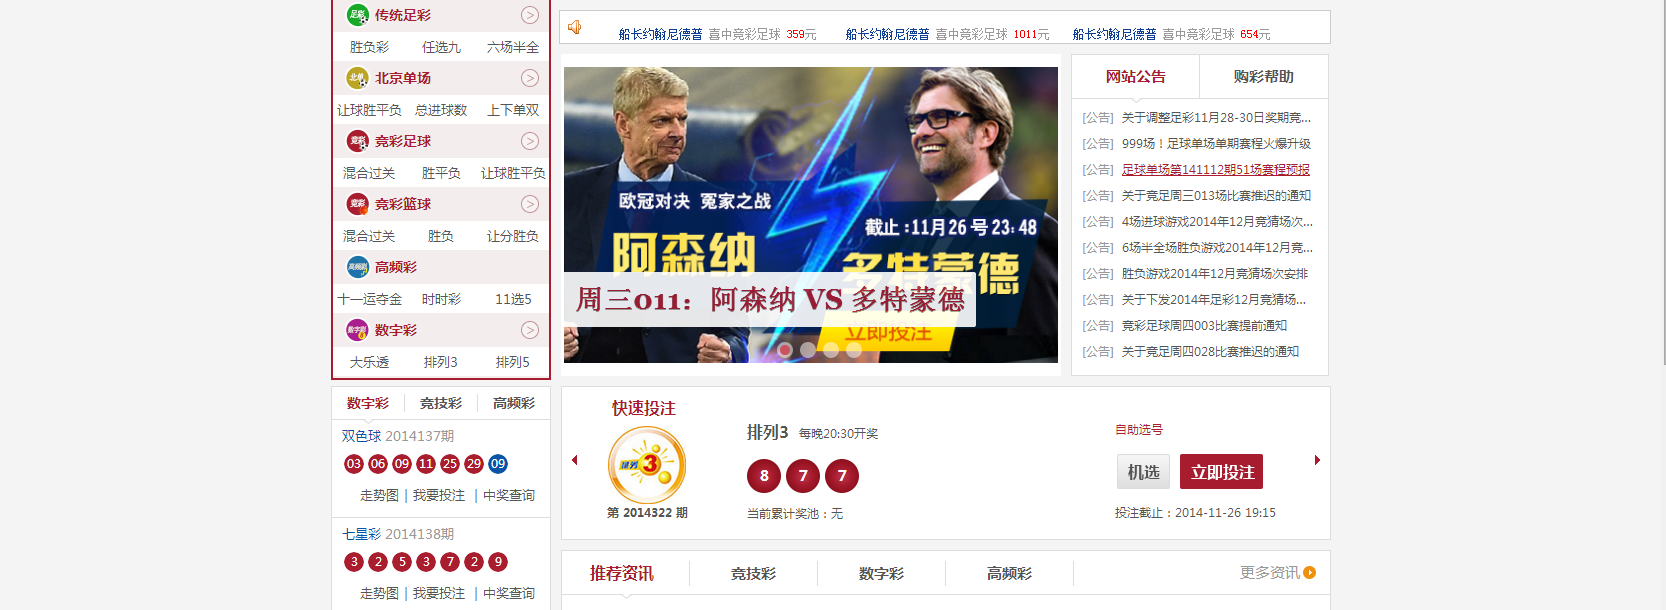 传统足彩
胜负彩 任选九 六场半全
北京单场
让球胜平负 总进球数 上下单双
竞彩足球
混合过关 胜平负 让球胜平负
竞彩篮球
混合过关 胜负 让分胜负
高频彩
十一运夺金 时时彩 11选5
数字彩
大乐透 排列3 排列5
数字彩 竞技彩 高频彩
双色球 2014137期
03 06 09 11 25 29 09
走势图 | 我要投注 | 中奖查询
七星彩 2014138期
3 2 5 3 7 2 9
走势图 | 我要投注 | 中奖查询
船长约翰尼德普 喜中竞彩足球 359元 船长约翰尼德普 喜中竞彩足球 1011元 船长约翰尼德普 喜中竞彩足球 654元
欧冠对决 冤家之战
截止:11月26号23:48
阿森纳
多特蒙德
周三011：阿森纳 VS 多特蒙德
立即投注
网站公告 购彩帮助
[公告] 关于调整足彩11月28-30日奖期竞...
[公告] 999场！足球单场单期赛程火爆升级
[公告] 足球单场第141112期51场赛程预报
[公告] 关于竞足周三013场比赛推迟的通知
[公告] 4场进球游戏2014年12月竞猜场次...
[公告] 6场半全场胜负游戏2014年12月竞...
[公告] 胜负游戏2014年12月竞猜场次安排
[公告] 关于下发2014年足彩12月竞猜场...
[公告] 竞彩足球周四003比赛提前通知
[公告] 关于竞足周四028比赛推迟的通知
快速投注
排列3
第 2014322 期
排列3 每晚20:30开奖
8 7 7
当前累计奖池：无
自助选号
机选 立即投注
投注截止：2014-11-26 19:15
推荐资讯 竞技彩 数字彩 高频彩 更多资讯